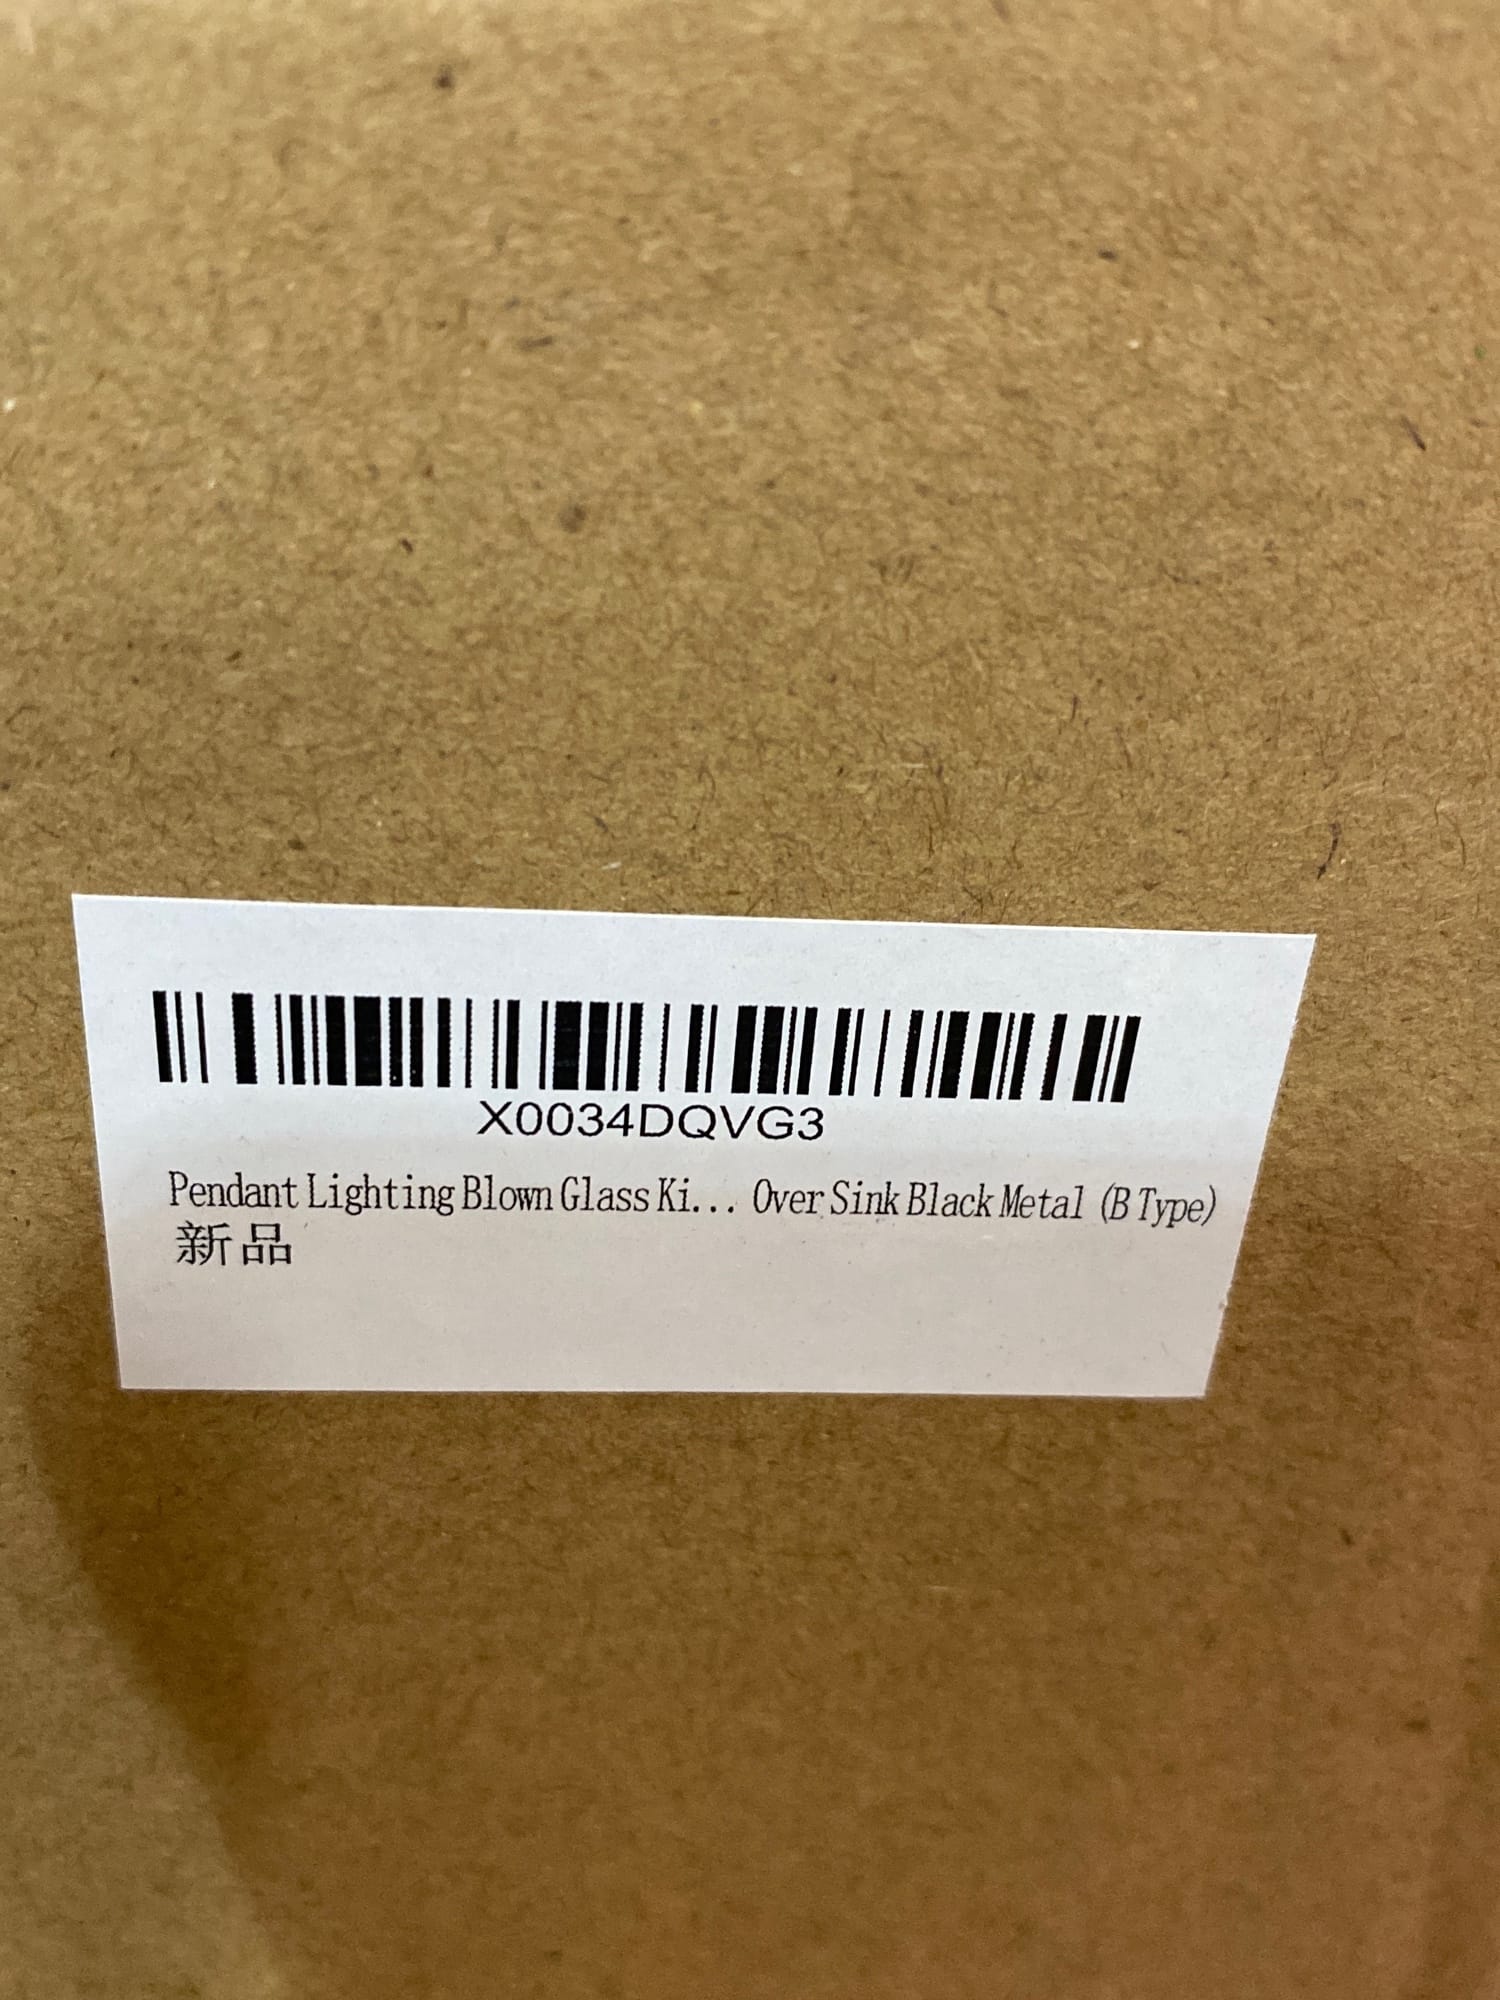 X0034DQVG3
Pendant Lighting Blown Glass Ki... Over Sink Black Metal (B Type)
新品